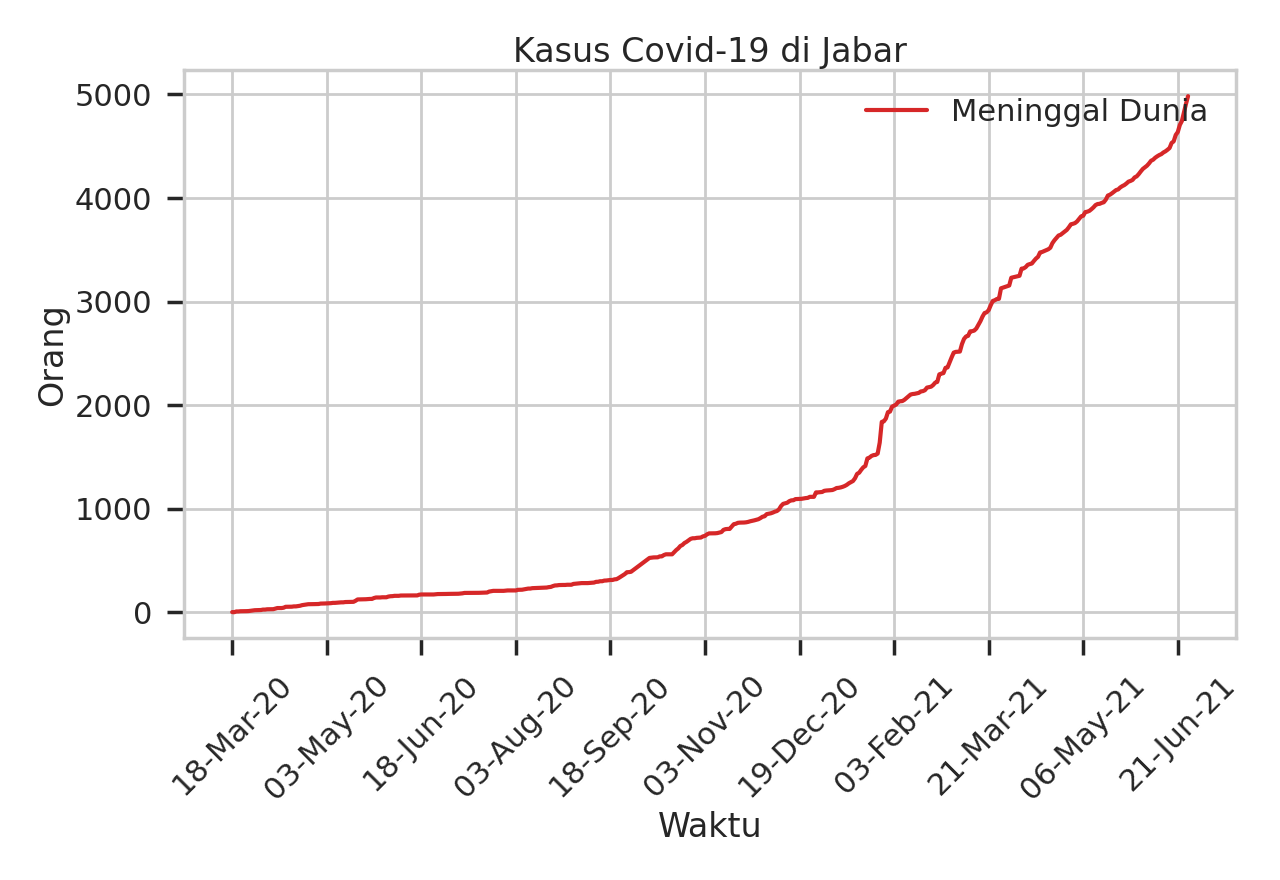 Kasus Covid-19 di Jabar
Meninggal Dunia
Orang
5000
4000
3000
2000
1000
0
18-Mar-20
03-May-20
18-Jun-20
03-Aug-20
18-Sep-20
03-Nov-20
19-Dec-20
03-Feb-21
21-Mar-21
06-May-21
21-Jun-21
Waktu